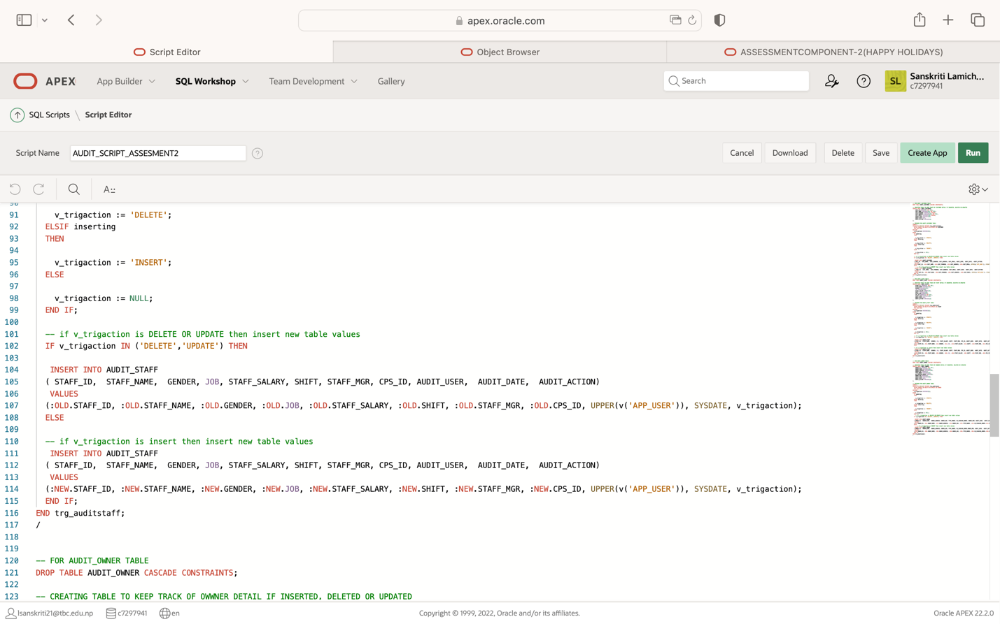 apex.oracle.com
Script Editor
Object Browser
ASSESSMENTCOMPONENT-2(HAPPY HOLIDAYS)
APEX
App Builder
SQL Workshop
Team Development
Gallery
Search
SL
Sanskriti Lamich...
c7297941
SQL Scripts \ Script Editor
Script Name
AUDIT_SCRIPT_ASSESMENT2
?
Cancel
Download
Delete
Save
Create App
Run
A::
90
91 v_trigaction := 'DELETE';
92 ELSIF inserting
93 THEN
94
95 v_trigaction := 'INSERT';
96 ELSE
97
98 v_trigaction := NULL;
99 END IF;
100
101 -- if v_trigaction is DELETE OR UPDATE then insert new table values
102 IF v_trigaction IN ('DELETE','UPDATE') THEN
103
104 INSERT INTO AUDIT_STAFF
105 ( STAFF_ID, STAFF_NAME, GENDER, JOB, STAFF_SALARY, SHIFT, STAFF_MGR, CPS_ID, AUDIT_USER, AUDIT_DATE, AUDIT_ACTION)
106 VALUES
107 (:OLD.STAFF_ID, :OLD.STAFF_NAME, :OLD.GENDER, :OLD.JOB, :OLD.STAFF_SALARY, :OLD.SHIFT, :OLD.STAFF_MGR, :OLD.CPS_ID, UPPER(v('APP_USER')), SYSDATE, v_trigaction);
108 ELSE
109
110 -- if v_trigaction is insert then insert new table values
111 INSERT INTO AUDIT_STAFF
112 ( STAFF_ID, STAFF_NAME, GENDER, JOB, STAFF_SALARY, SHIFT, STAFF_MGR, CPS_ID, AUDIT_USER, AUDIT_DATE, AUDIT_ACTION)
113 VALUES
114 (:NEW.STAFF_ID, :NEW.STAFF_NAME, :NEW.GENDER, :NEW.JOB, :NEW.STAFF_SALARY, :NEW.SHIFT, :NEW.STAFF_MGR, :NEW.CPS_ID, UPPER(v('APP_USER')), SYSDATE, v_trigaction);
115 END IF;
116 END trg_auditstaff;
117 /
118
119
120 -- FOR AUDIT_OWNER TABLE
121 DROP TABLE AUDIT_OWNER CASCADE CONSTRAINTS;
122
123 -- CREATING TABLE TO KEEP TRACK OF OWWNER DETAIL IF INSERTED, DELETED OR UPDATED
lsanskriti21@tbc.edu.np
c7297941
en
Copyright © 1999, 2022, Oracle and/or its affiliates.
Oracle APEX 22.2.0